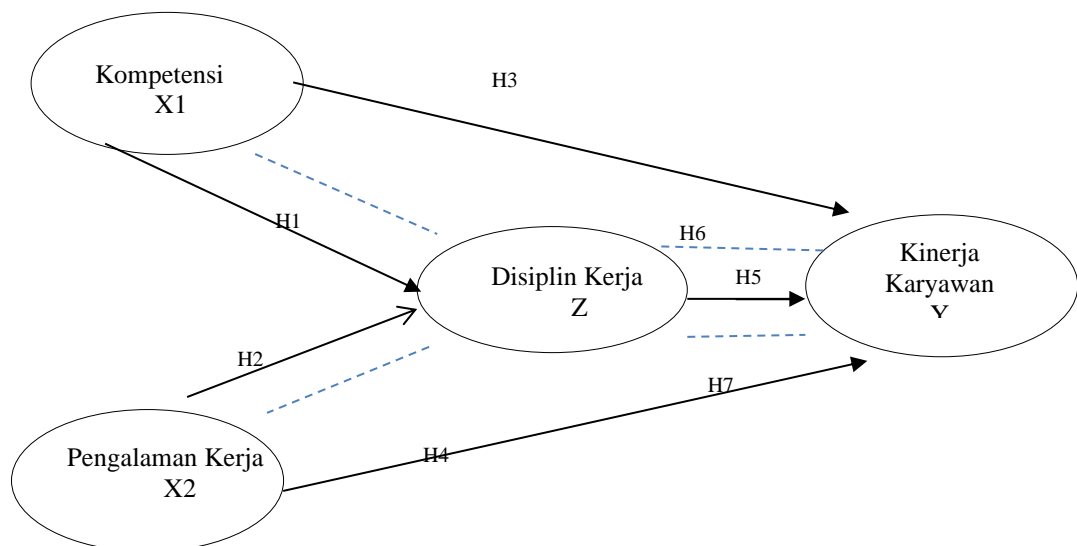 Kompetensi
X1
H3
H1
H6
Disiplin Kerja
Z
H5
Kinerja
Karyawan
Y
H2
H7
Pengalaman Kerja
X2
H4